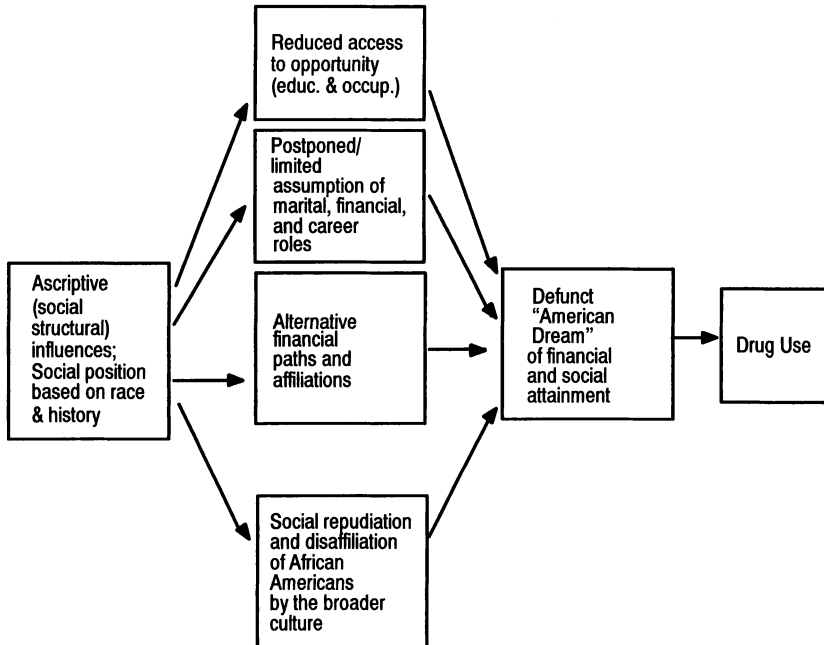 Reduced access
to opportunity
(educ. & occup.)
Postponed/
limited
assumption of
marital, financial,
and career
roles
Ascriptive
(social
structural)
influences;
Social position
based on race
& history
Alternative
financial
paths and
affiliations
Defunct
“American
Dream”
of financial
and social
attainment
Drug Use
Social repudiation
and disaffiliation
of African
Americans
by the broader
culture